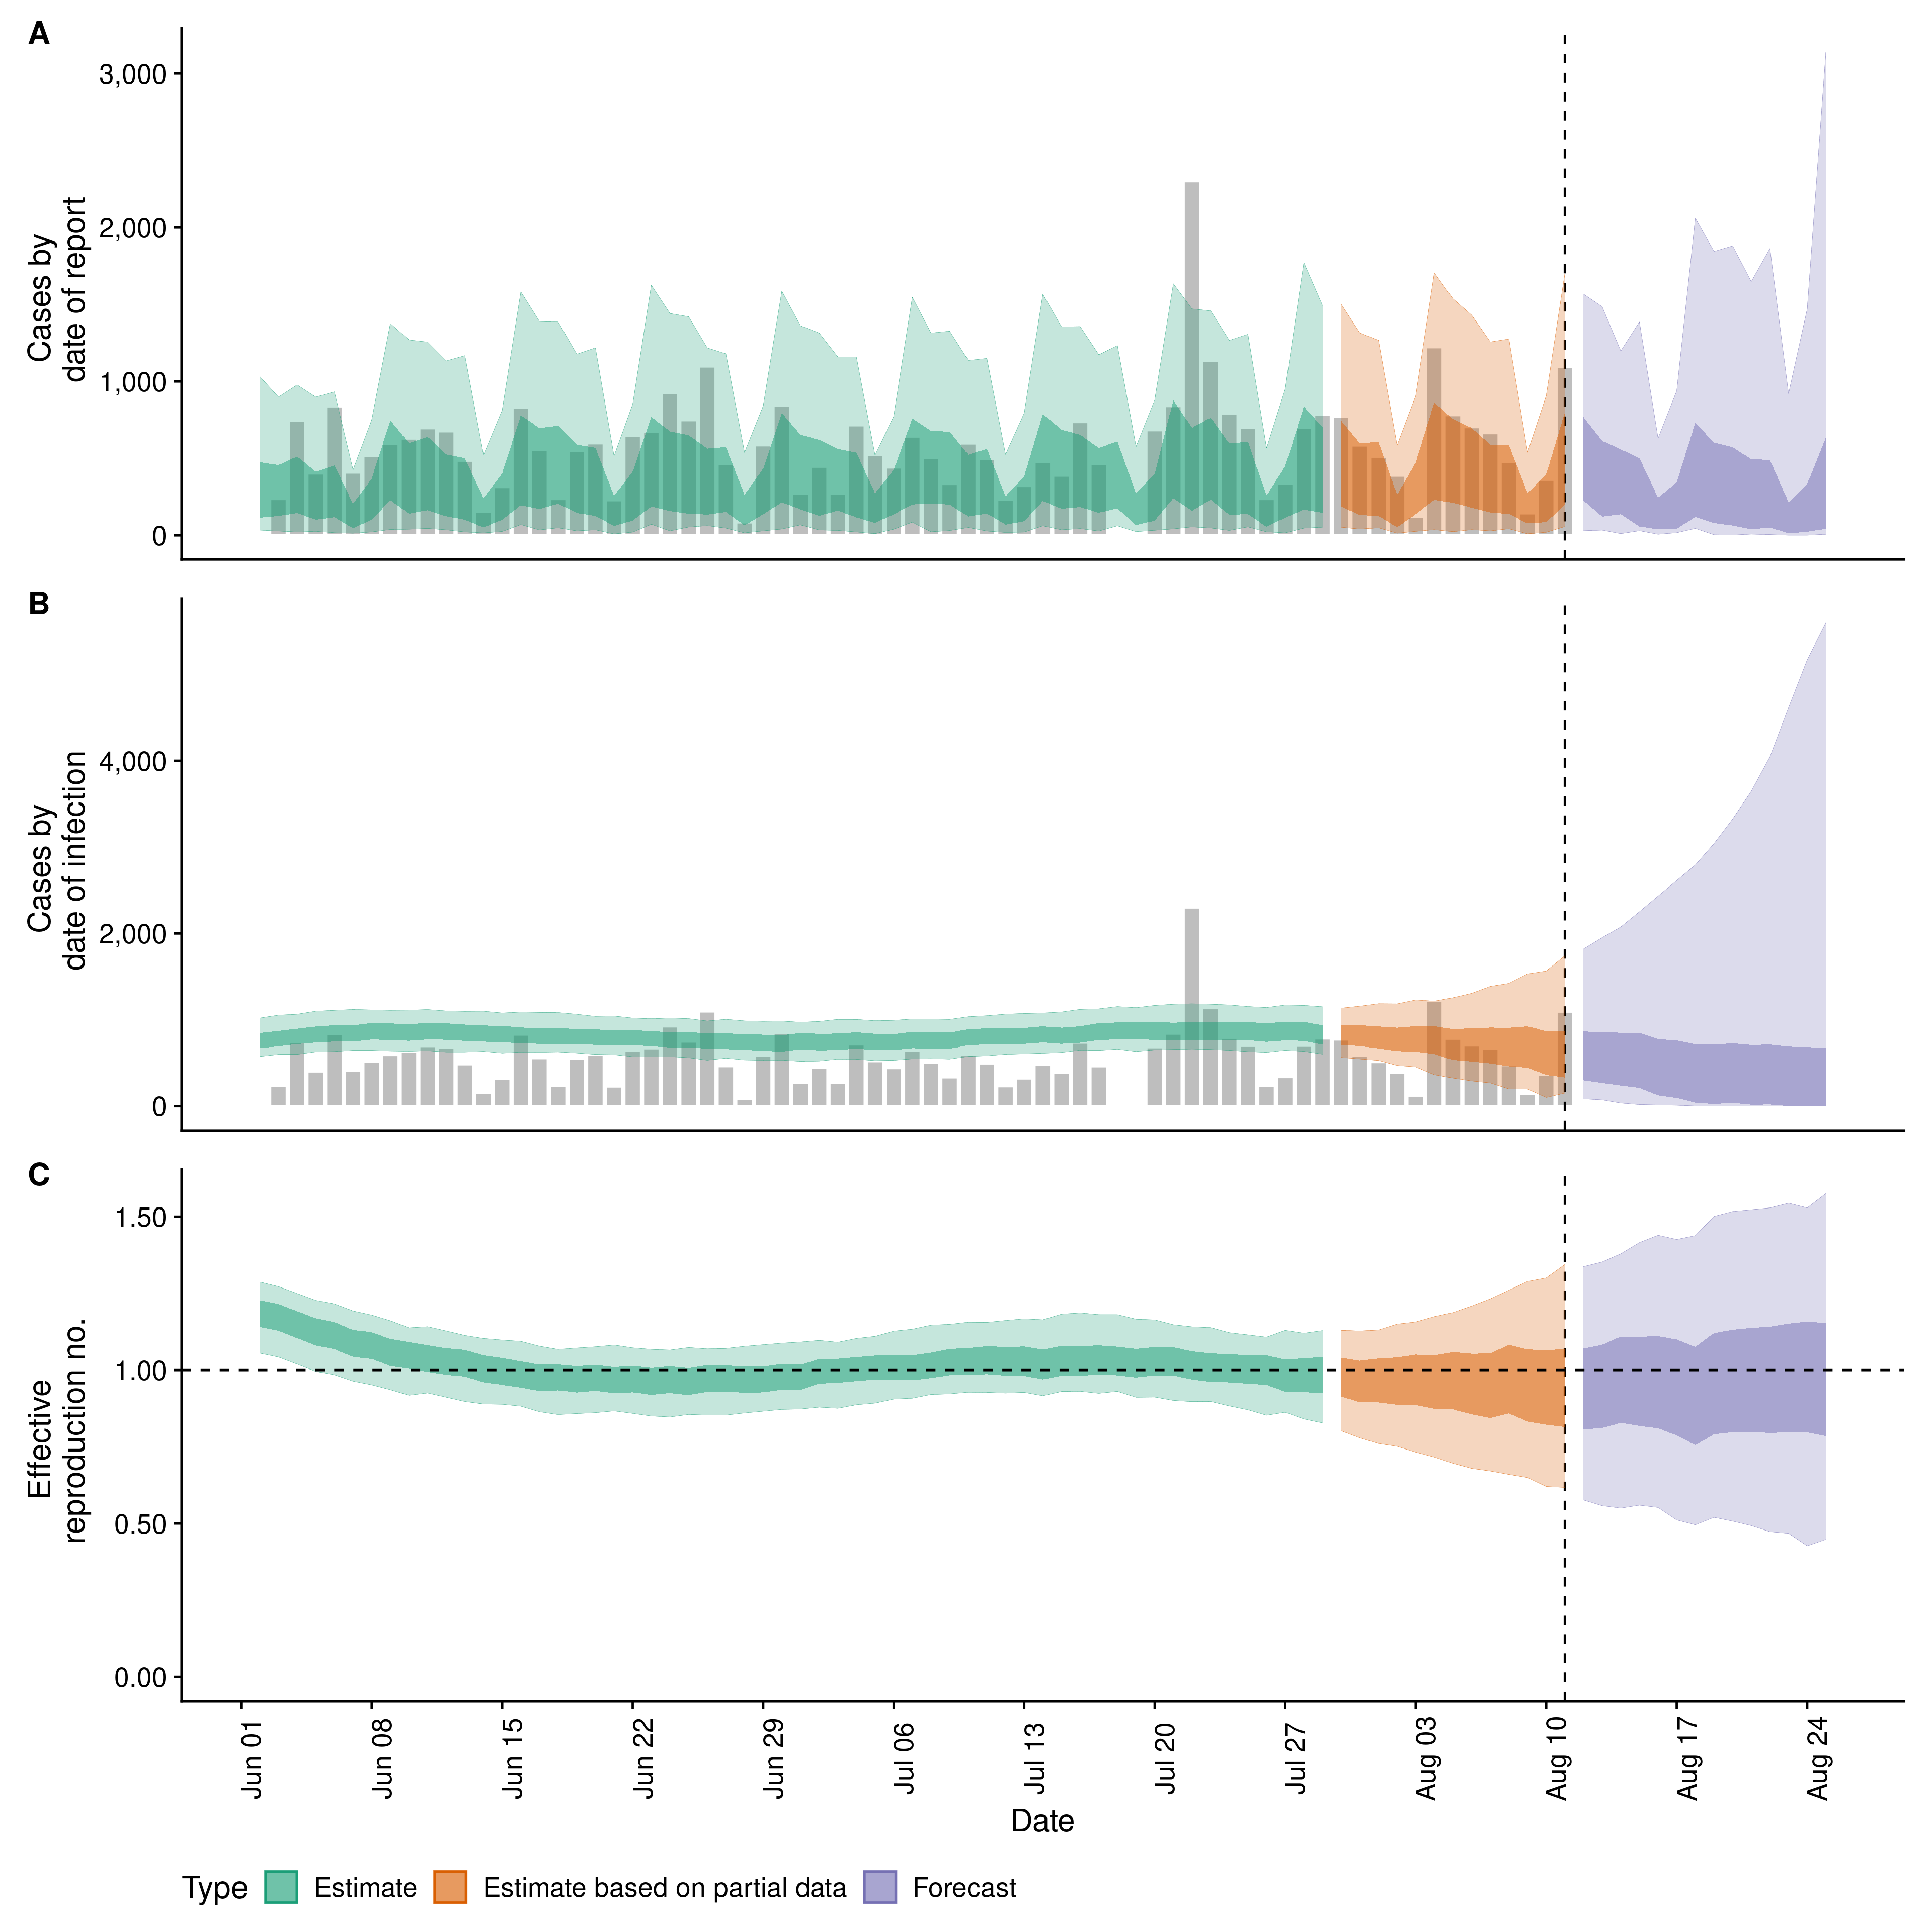 A
Cases by
date of report
3,000
2,000
1,000
0
B
Cases by
date of infection
4,000
2,000
0
C
Effective
reproduction no.
1.50
1.00
0.50
0.00
Jun 01
Jun 08
Jun 15
Jun 22
Jun 29
Jul 06
Jul 13
Jul 20
Jul 27
Aug 03
Aug 10
Aug 17
Aug 24
Date
Type Estimate Estimate based on partial data Forecast